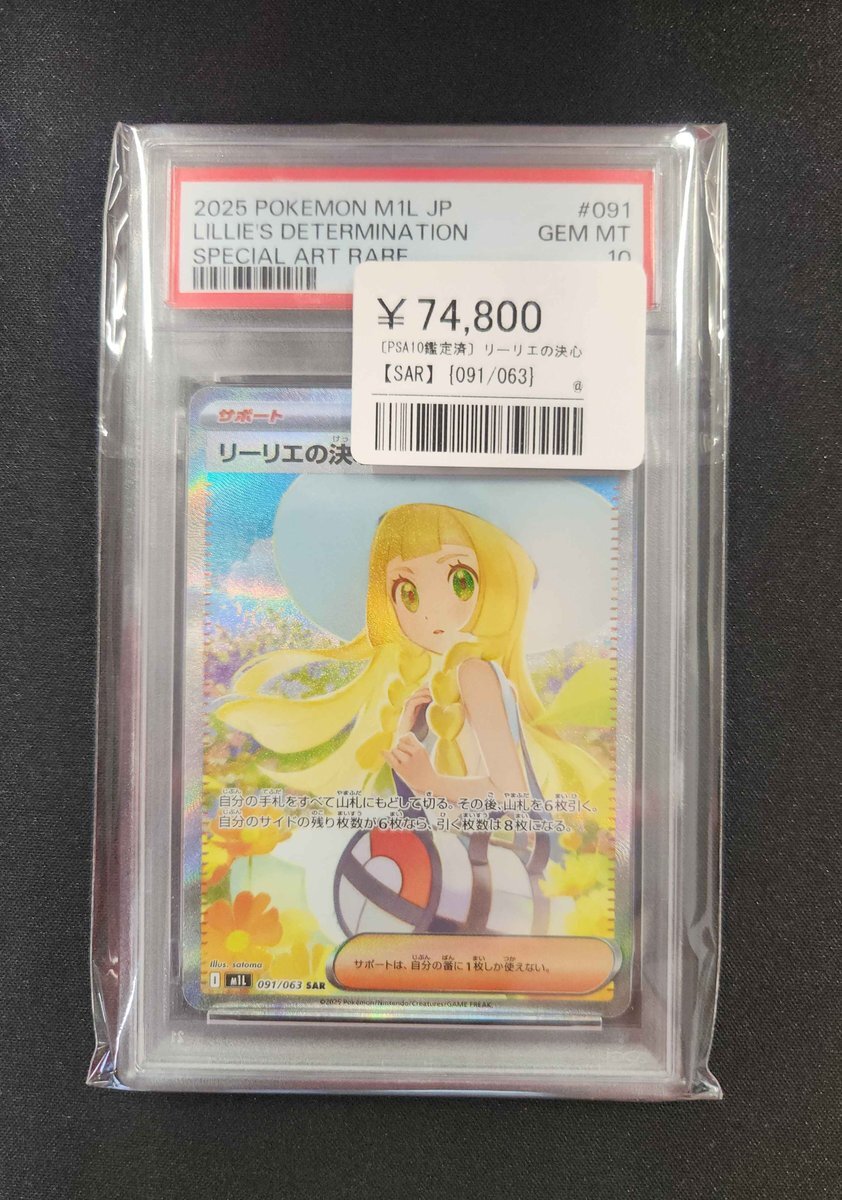 2025 POKEMON M1L JP #091
LILLIE'S DETERMINATION GEM MT
SPECIAL ART RARE 10
¥74,800
〔PSA10鑑定済〕リーリエの決心
【SAR】{091/063}
@
サポート
リーリエの決
自分の手札をすべて山札にもどして切る。その後、山札を6枚引く。
自分のサイドの残り枚数が6枚なら、引く枚数は8枚になる。
サポートは、自分の番に1枚しか使えない。
Illus. satoma
I M1L 091/063 SAR
©2025 Pokémon/Nintendo/Creatures/GAME FREAK.